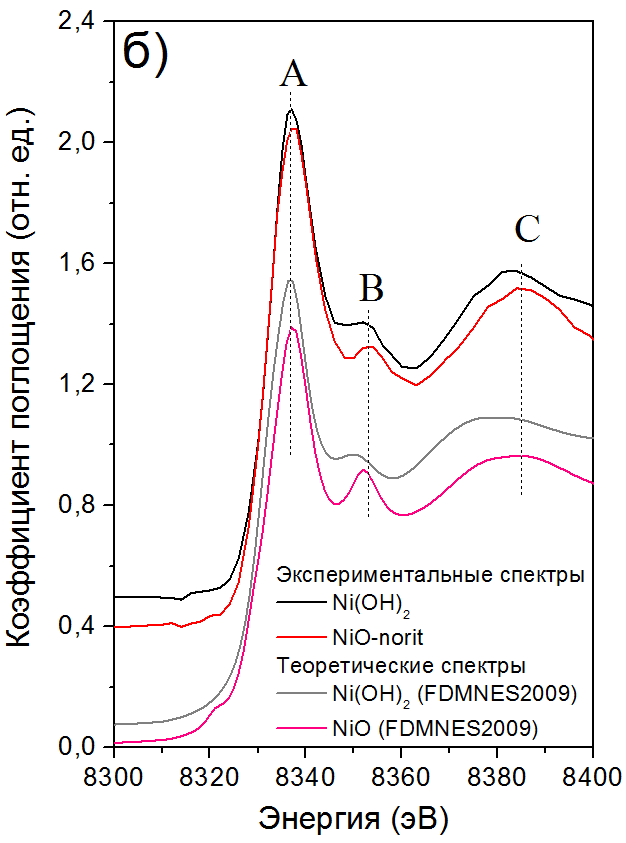 б)
A
B
C
2,4
2,0
1,6
1,2
0,8
0,4
0,0
Коэффициент поглощения (отн. ед.)
Экспериментальные спектры
Ni(OH)₂
NiO-norit
Теоретические спектры
Ni(OH)₂ (FDMNES2009)
NiO (FDMNES2009)
8300 8320 8340 8360 8380 8400
Энергия (эВ)